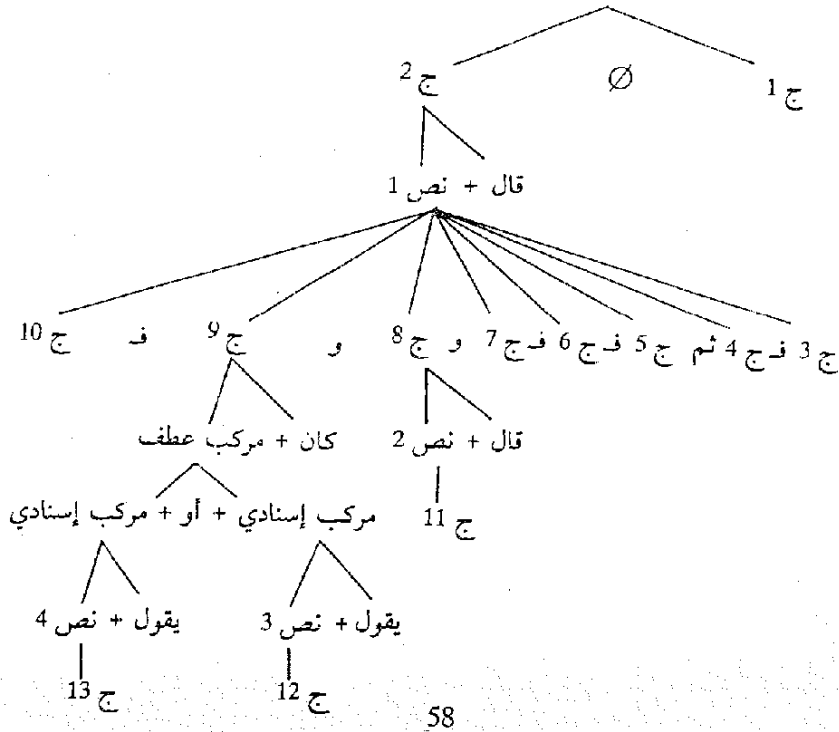 ج 1 ∅ ج 2
قال + نص 1
ج 3 فـ ج 4 ثم ج 5 فـ ج 6 فـ ج 7 و ج 8 و ج 9 فـ ج 10
قال + نص 2 كان + مركب عطف
ج 11
مركب إسنادي + أو + مركب إسنادي
يقول + نص 3 يقول + نص 4
ج 12 ج 13
58